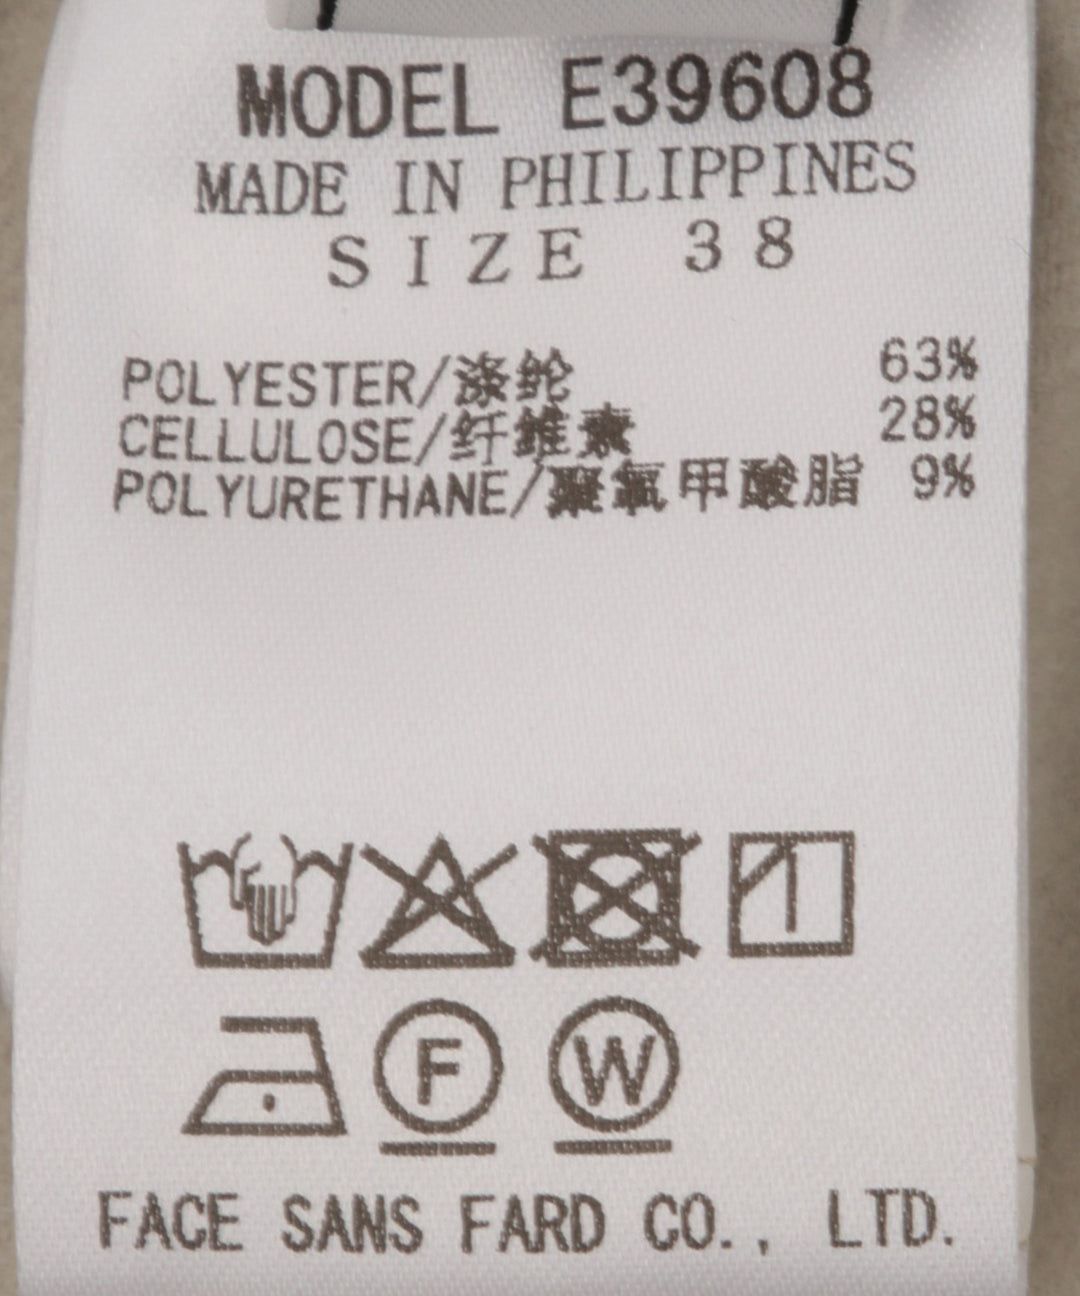 MODEL E39608
MADE IN PHILIPPINES
SIZE 38
POLYESTER/涤纶 63%
CELLULOSE/纤维素 28%
POLYURETHANE/聚氨甲酸脂 9%
F W
FACE SANS FARD CO., LTD.